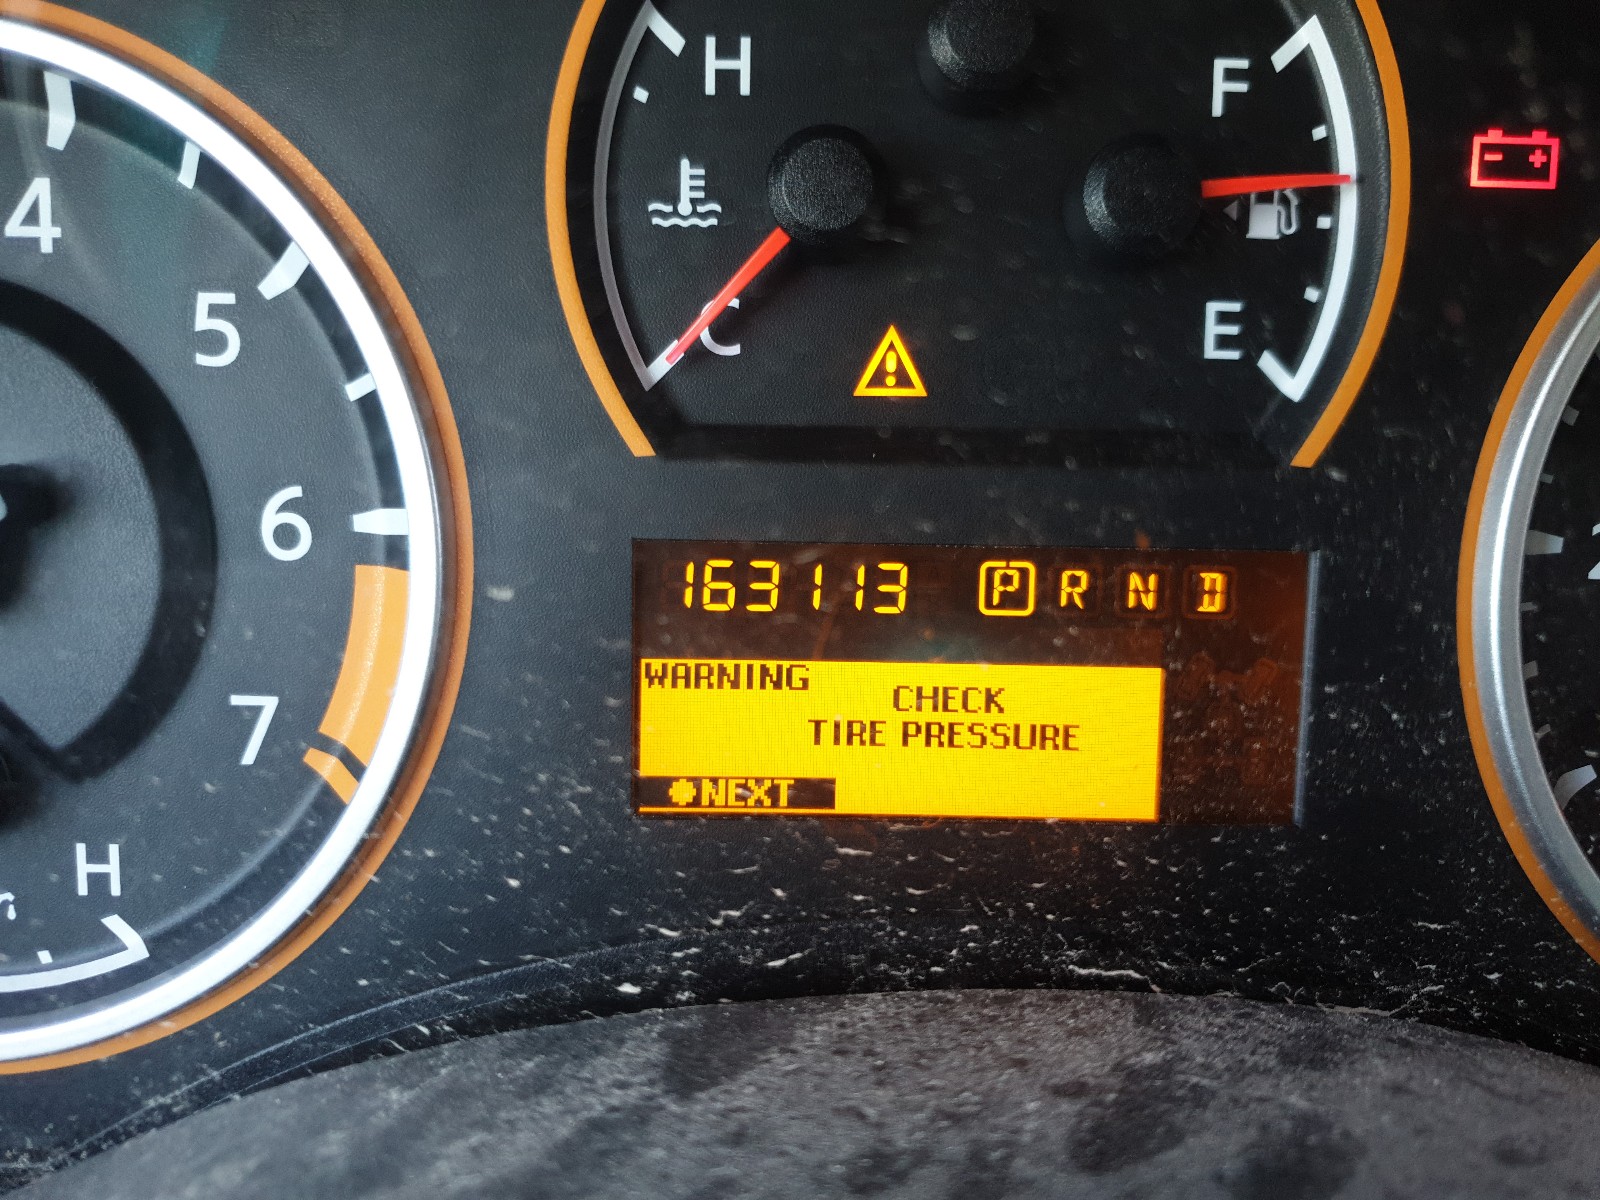 H
F
4
- +
5
C
E
6
163113 P R N D
WARNING
CHECK
TIRE PRESSURE
7
NEXT
H